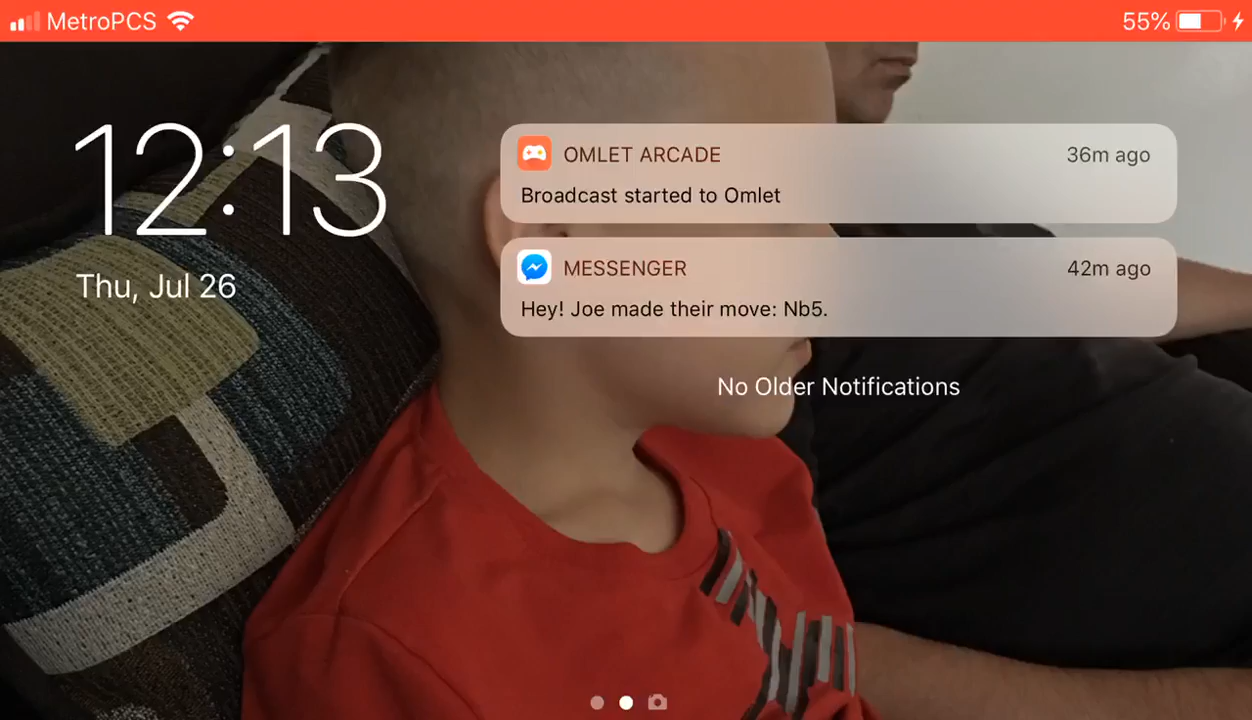 MetroPCS
55%
12:13
Thu, Jul 26
OMLET ARCADE
36m ago
Broadcast started to Omlet
MESSENGER
42m ago
Hey! Joe made their move: Nb5.
No Older Notifications